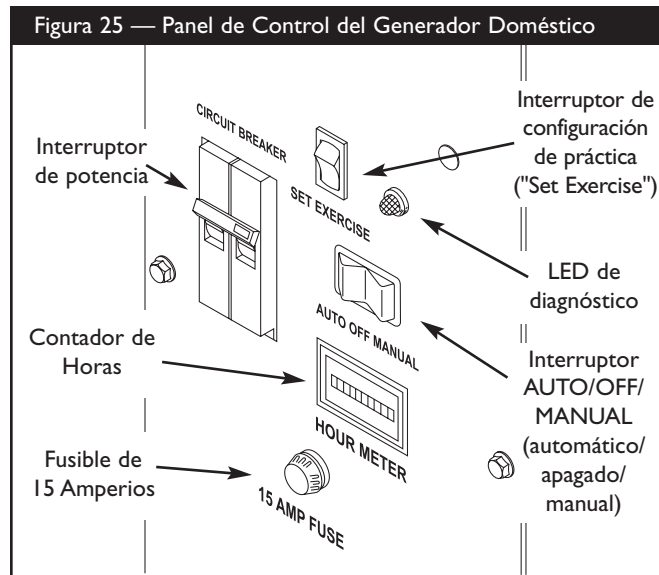 Figura 25 — Panel de Control del Generador Doméstico
Interruptor
de potencia
CIRCUIT BREAKER
SET EXERCISE
Interruptor de
configuración
de práctica
("Set Exercise")
LED de
diagnóstico
AUTO OFF MANUAL
Contador de
Horas
HOUR METER
Interruptor
AUTO/OFF/
MANUAL
(automático/
apagado/
manual)
Fusible de
15 Amperios
15 AMP FUSE